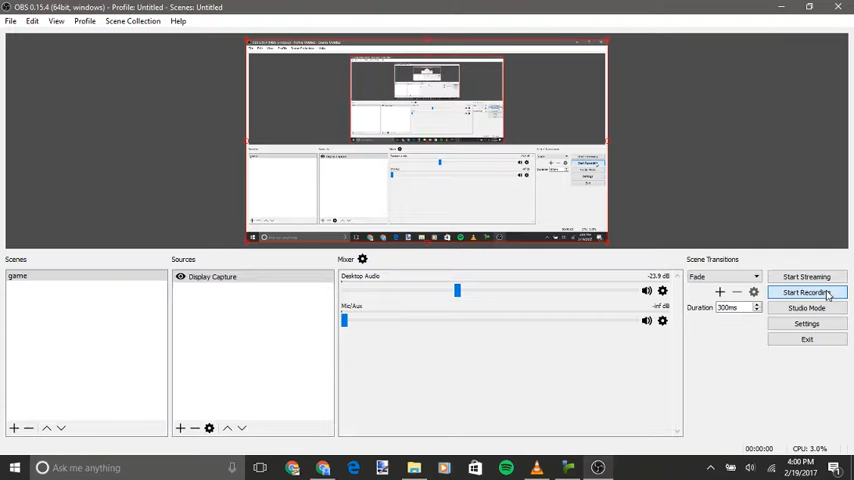 OBS 0.15.4 (64bit, windows) - Profile: Untitled - Scenes: Untitled
File Edit View Profile Scene Collection Help
Scenes
Sources
Mixer
Scene Transitions
game
Display Capture
Desktop Audio -23.9 dB
Mic/Aux -inf dB
Fade
Duration 300ms
Start Streaming
Start Recording
Studio Mode
Settings
Exit
00:00:00 CPU: 3.0%
Ask me anything
4:00 PM
2/19/2017